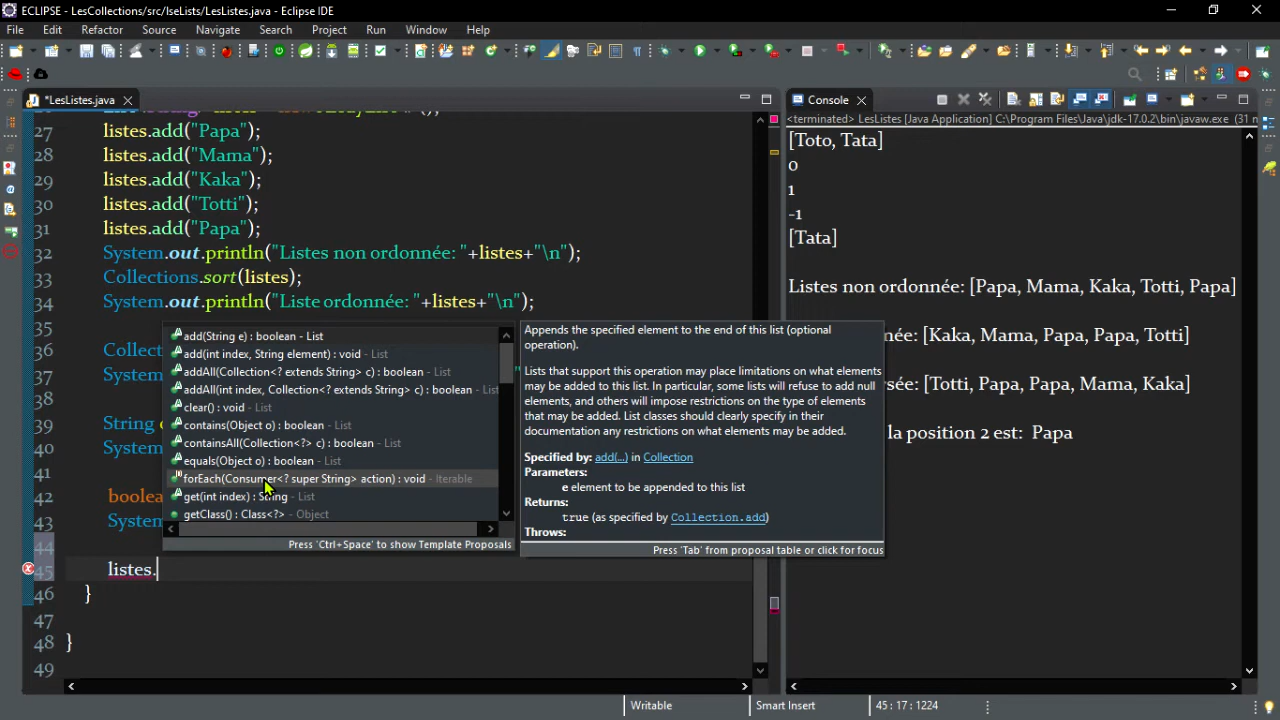 ECLIPSE - LesCollections/src/lseLists/LesListes.java - Eclipse IDE
File Edit Refactor Source Navigate Search Project Run Window Help
*LesListes.java
27 listes.add("Papa");
28 listes.add("Mama");
29 listes.add("Kaka");
30 listes.add("Totti");
31 listes.add("Papa");
32 System.out.println("Listes non ordonnée: "+listes+"\n");
33 Collections.sort(listes);
34 System.out.println("Liste ordonnée: "+listes+"\n");
35
36 Collect
37 System.
38
39 String
40 System.
41
42 boolea
43 System.
44
45 listes.
46 }
47
48 }
49
add(String e) : boolean - List
add(int index, String element) : void - List
addAll(Collection<? extends String> c) : boolean - List
addAll(int index, Collection<? extends String> c) : boolean - List
clear() : void - List
contains(Object o) : boolean - List
containsAll(Collection<?> c) : boolean - List
equals(Object o) : boolean - List
forEach(Consumer<? super String> action) : void - Iterable
get(int index) : String - List
getClass() : Class<?> - Object
Press 'Ctrl+Space' to show Template Proposals
Appends the specified element to the end of this list (optional
operation).
Lists that support this operation may place limitations on what elements
may be added to this list. In particular, some lists will refuse to add null
elements, and others will impose restrictions on the type of elements
that may be added. List classes should clearly specify in their
documentation any restrictions on what elements may be added.
Specified by: add(...) in Collection
Parameters:
e element to be appended to this list
Returns:
true (as specified by Collection.add)
Throws:
Press 'Tab' from proposal table or click for focus
Console
<terminated> LesListes [Java Application] C:\Program Files\Java\jdk-17.0.2\bin\javaw.exe (31 n
[Toto, Tata]
0
1
-1
[Tata]
Listes non ordonnée: [Papa, Mama, Kaka, Totti, Papa]
née: [Kaka, Mama, Papa, Papa, Totti]
sée: [Totti, Papa, Papa, Mama, Kaka]
la position 2 est: Papa
Writable Smart Insert 45 : 17 : 1224